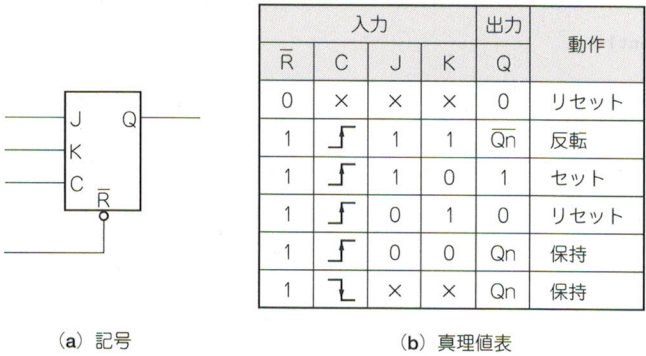 J Q
K
C
R̅
(a) 記号
入力 出力 動作
R̅ C J K Q
0 × × × 0 リセット
1 1 1 Q̅n̅ 反転
1 1 0 1 セット
1 0 1 0 リセット
1 0 0 Qn 保持
1 × × Qn 保持
(b) 真理値表